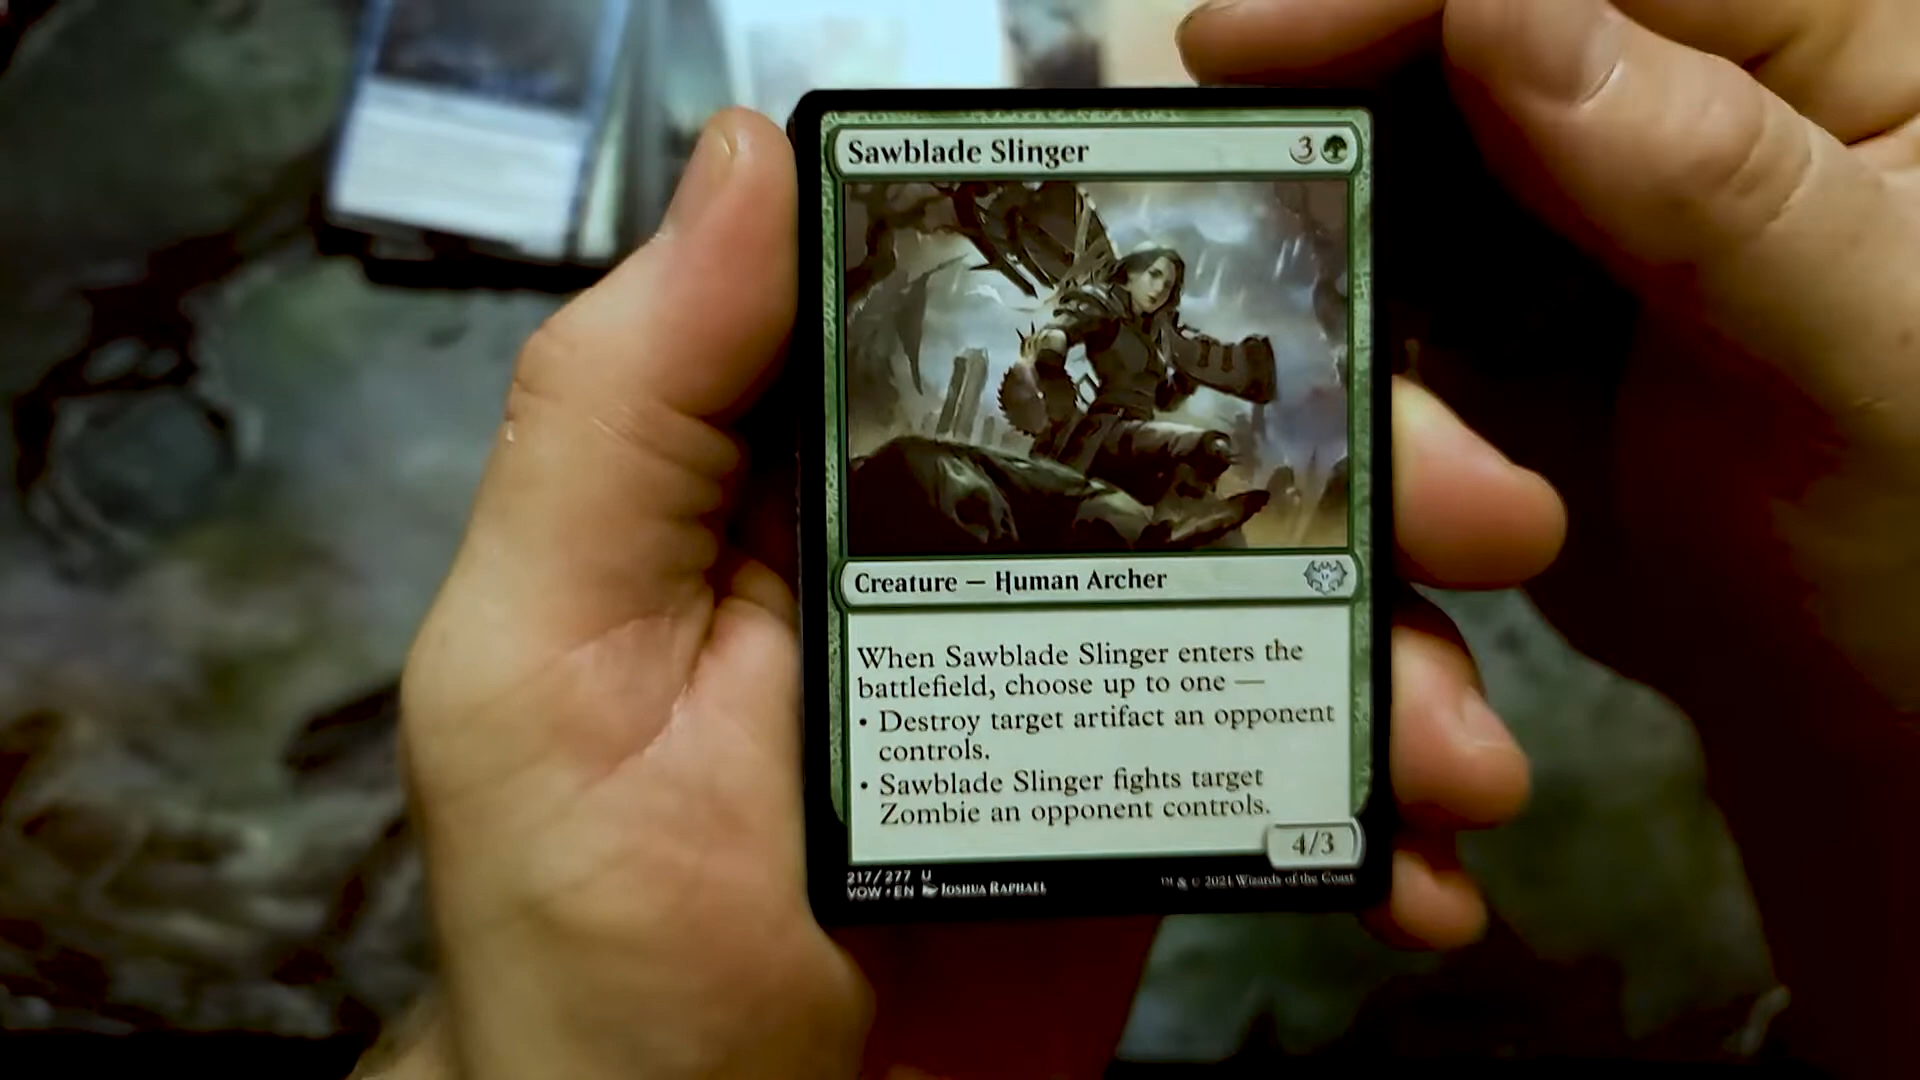 Sawblade Slinger 3
Creature — Human Archer
When Sawblade Slinger enters the
battlefield, choose up to one —
• Destroy target artifact an opponent
controls.
• Sawblade Slinger fights target
Zombie an opponent controls.
4/3
217/277 U
VOW • EN Joshua Raphael
™ & © 2021 Wizards of the Coast